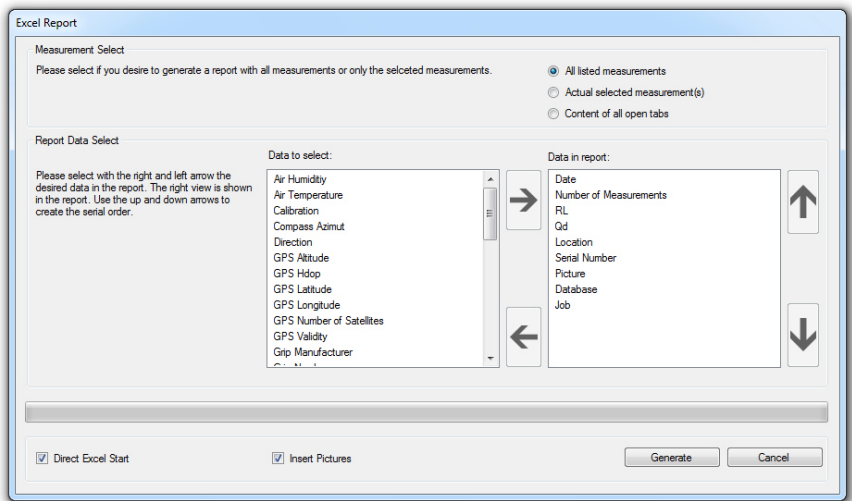 Excel Report
Measurement Select
Please select if you desire to generate a report with all measurements or only the selceted measurements.
All listed measurements
Actual selected measurement(s)
Content of all open tabs
Report Data Select
Please select with the right and left arrow the
desired data in the report. The right view is shown
in the report. Use the up and down arrows to
create the serial order.
Data to select:
Air Humiditiy
Air Temperature
Calibration
Compass Azimut
Direction
GPS Altitude
GPS Hdop
GPS Latitude
GPS Longitude
GPS Number of Satellites
GPS Validity
Grip Manufacturer
Data in report:
Date
Number of Measurements
RL
Qd
Location
Serial Number
Picture
Database
Job
Direct Excel Start
Insert Pictures
Generate
Cancel